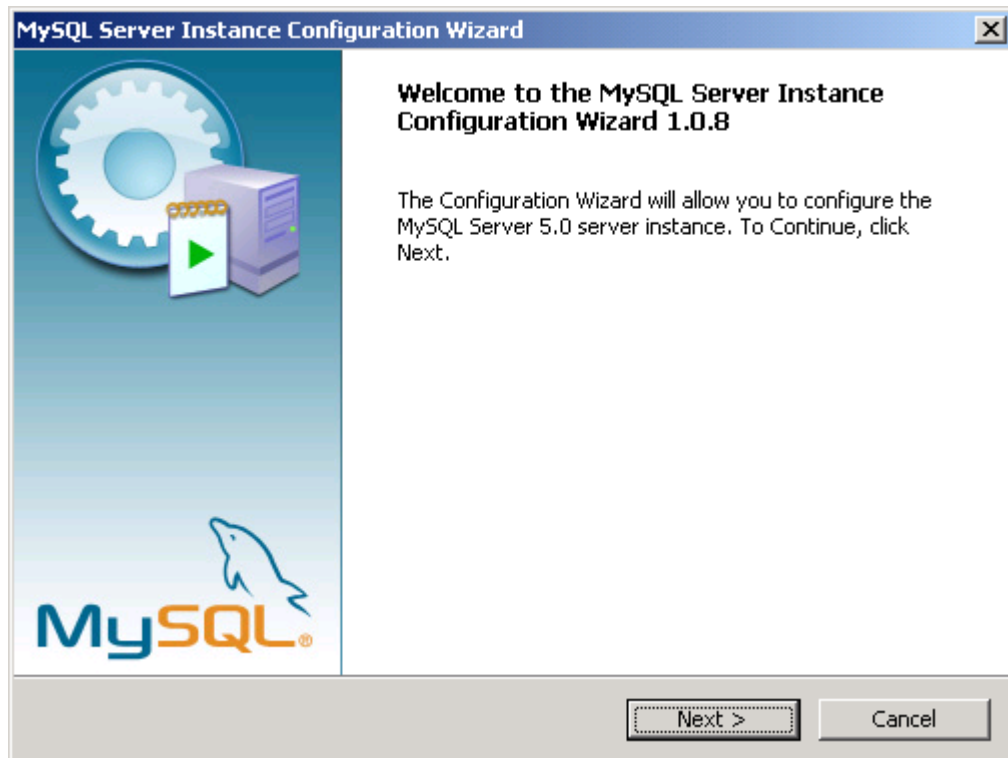 MySQL Server Instance Configuration Wizard
Welcome to the MySQL Server Instance
Configuration Wizard 1.0.8
The Configuration Wizard will allow you to configure the
MySQL Server 5.0 server instance. To Continue, click
Next.
MySQL®
Next >
Cancel